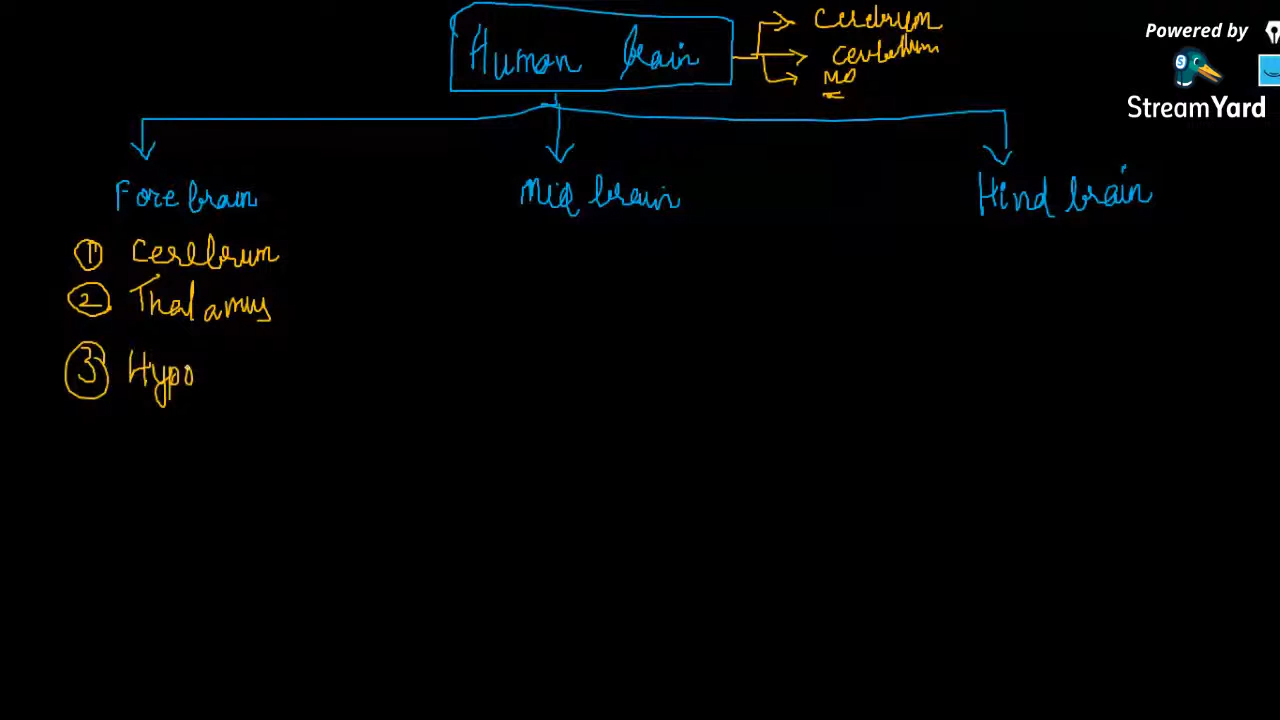 Cerebrum
Human brain
Cerebellum
MO
Powered by
StreamYard
Fore brain
Mid brain
Hind brain
① Cerebrum
② Thalamus
③ Hypo